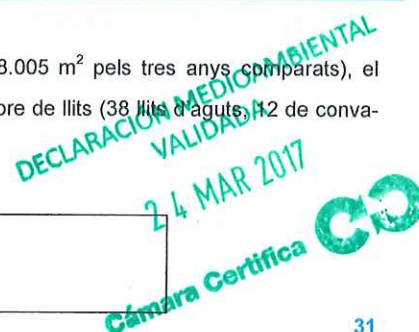 8.005 m² pels tres anys comparats), el
bre de llits (38 llits d'aguts, 12 de conva-
DECLARACIÓN MEDIOAMBIENTAL
VALIDADA
24 MAR 2017
Cámara Certifica
31